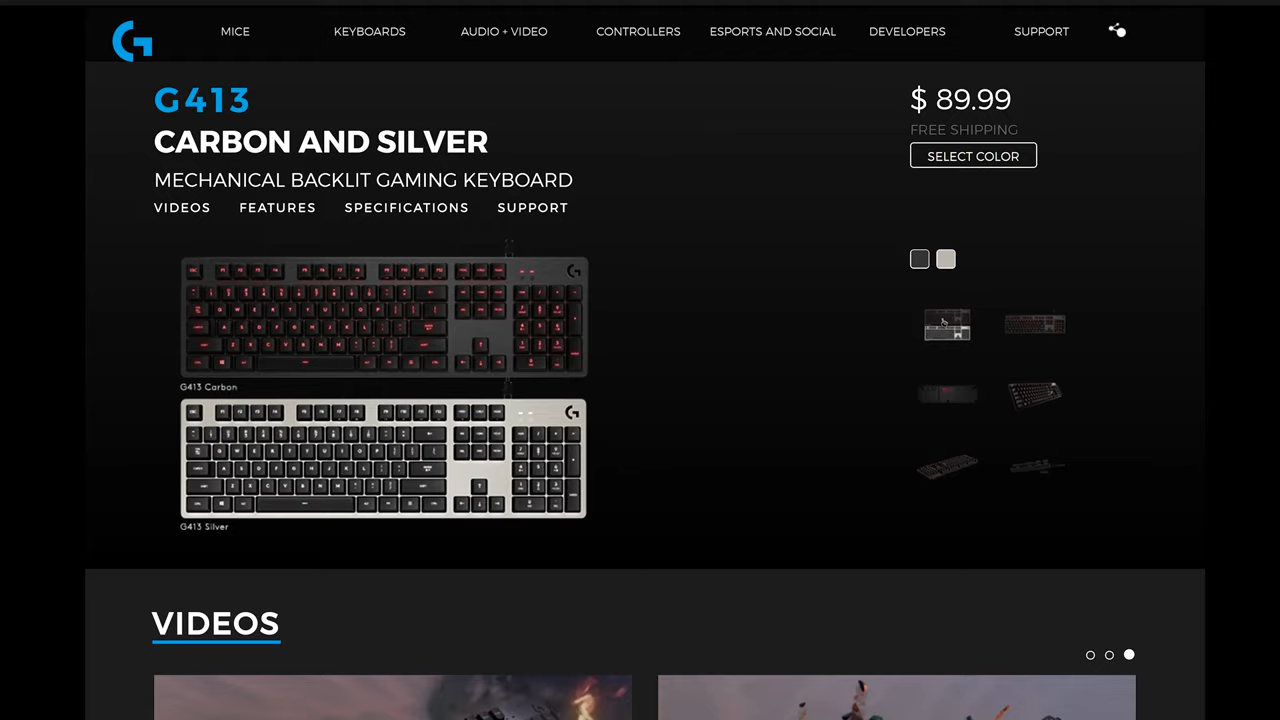 MICE KEYBOARDS AUDIO + VIDEO CONTROLLERS ESPORTS AND SOCIAL DEVELOPERS SUPPORT
G413
CARBON AND SILVER
MECHANICAL BACKLIT GAMING KEYBOARD
VIDEOS FEATURES SPECIFICATIONS SUPPORT
$ 89.99
FREE SHIPPING
SELECT COLOR
G413 Carbon
G413 Silver
VIDEOS